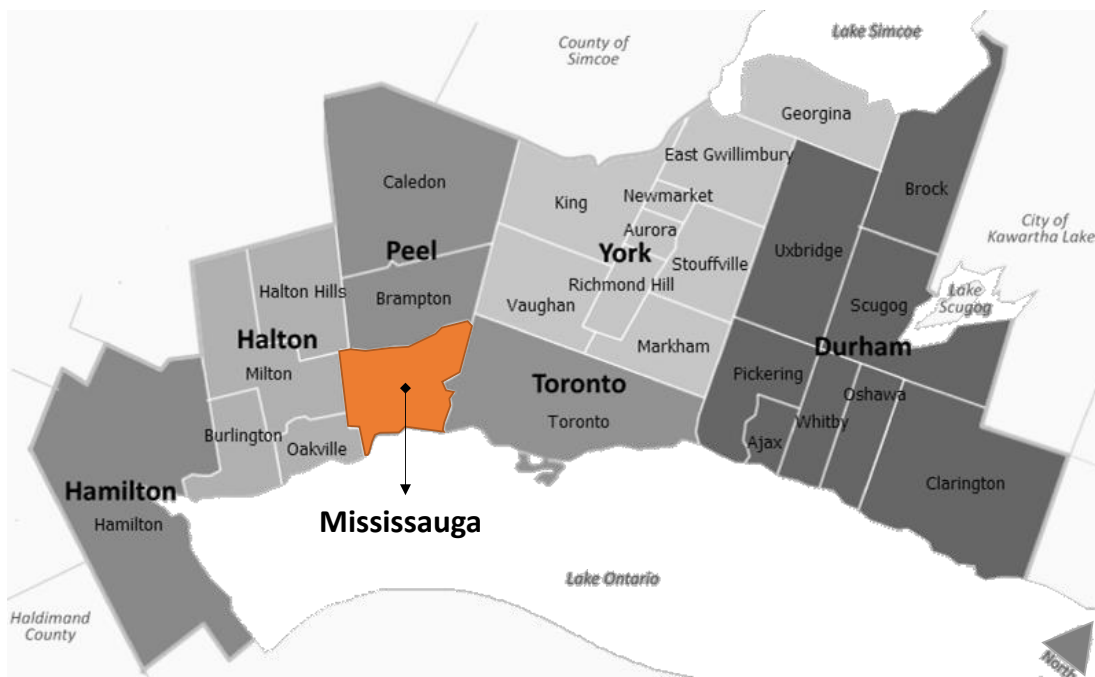 Lake Simcoe
County of
Simcoe
Georgina
East Gwillimbury
Caledon
Brock
King
Newmarket
City of
Kawartha Lake
Aurora
Peel
York
Uxbridge
Stouffville
Halton Hills
Brampton
Richmond Hill
Vaughan
Scugog
Lake
Scugog
Halton
Markham
Durham
Milton
Pickering
Toronto
Oshawa
Toronto
Whitby
Burlington
Oakville
Ajax
Hamilton
Clarington
Hamilton
Mississauga
Lake Ontario
Haldimand
County
North